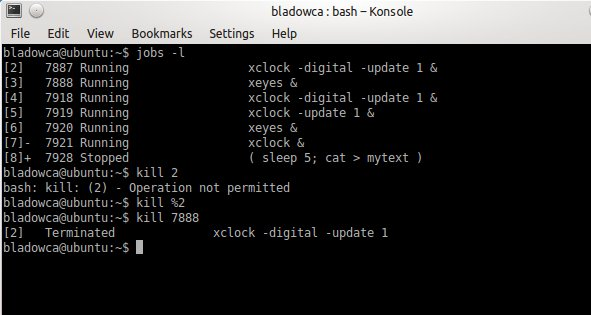 bladowca : bash – Konsole
File Edit View Bookmarks Settings Help
bladowca@ubuntu:~$ jobs -l
[2]   7887 Running                 xclock -digital -update 1 &
[3]   7888 Running                 xeyes &
[4]   7918 Running                 xclock -digital -update 1 &
[5]   7919 Running                 xclock -update 1 &
[6]   7920 Running                 xeyes &
[7]-  7921 Running                 xclock &
[8]+  7928 Stopped                 ( sleep 5; cat > mytext )
bladowca@ubuntu:~$ kill 2
bash: kill: (2) - Operation not permitted
bladowca@ubuntu:~$ kill %2
bladowca@ubuntu:~$ kill 7888
[2]   Terminated              xclock -digital -update 1
bladowca@ubuntu:~$